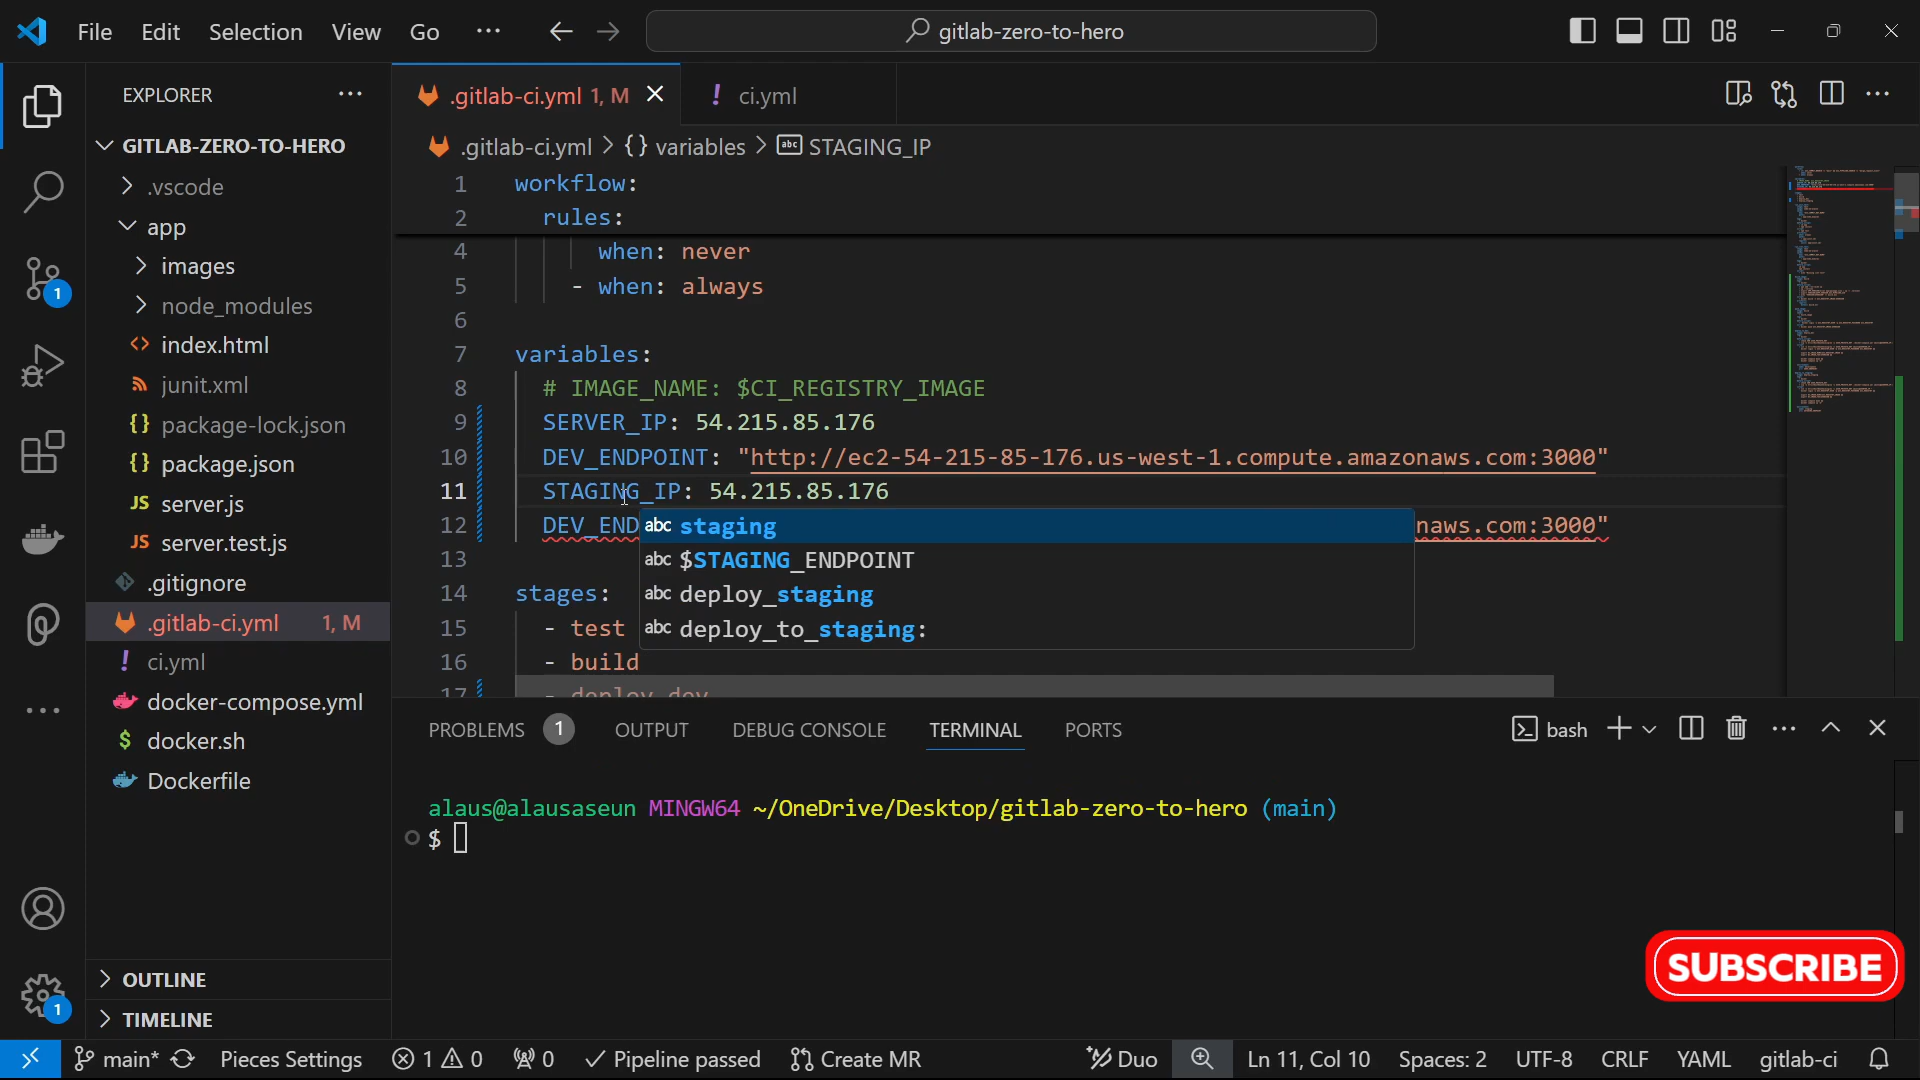 File Edit Selection View Go ··· gitlab-zero-to-hero
EXPLORER ···
GITLAB-ZERO-TO-HERO
.vscode
app
images
node_modules
index.html
junit.xml
package-lock.json
package.json
server.js
server.test.js
.gitignore
.gitlab-ci.yml 1, M
ci.yml
docker-compose.yml
docker.sh
Dockerfile
OUTLINE
TIMELINE
.gitlab-ci.yml 1, M ci.yml
.gitlab-ci.yml > {} variables > abc STAGING_IP
1 workflow:
2 rules:
4 when: never
5 - when: always
6
7 variables:
8 # IMAGE_NAME: $CI_REGISTRY_IMAGE
9 SERVER_IP: 54.215.85.176
10 DEV_ENDPOINT: "http://ec2-54-215-85-176.us-west-1.compute.amazonaws.com:3000"
11 STAGING_IP: 54.215.85.176
12 DEV_END naws.com:3000"
abc staging
abc $STAGING_ENDPOINT
abc deploy_staging
abc deploy_to_staging:
13
14 stages:
15 - test
16 - build
17 - deploy_dev
PROBLEMS 1 OUTPUT DEBUG CONSOLE TERMINAL PORTS bash
alaus@alausaseun MINGW64 ~/OneDrive/Desktop/gitlab-zero-to-hero (main)
$
SUBSCRIBE
main* Pieces Settings 1 0 0 Pipeline passed Create MR Duo Ln 11, Col 10 Spaces: 2 UTF-8 CRLF YAML gitlab-ci